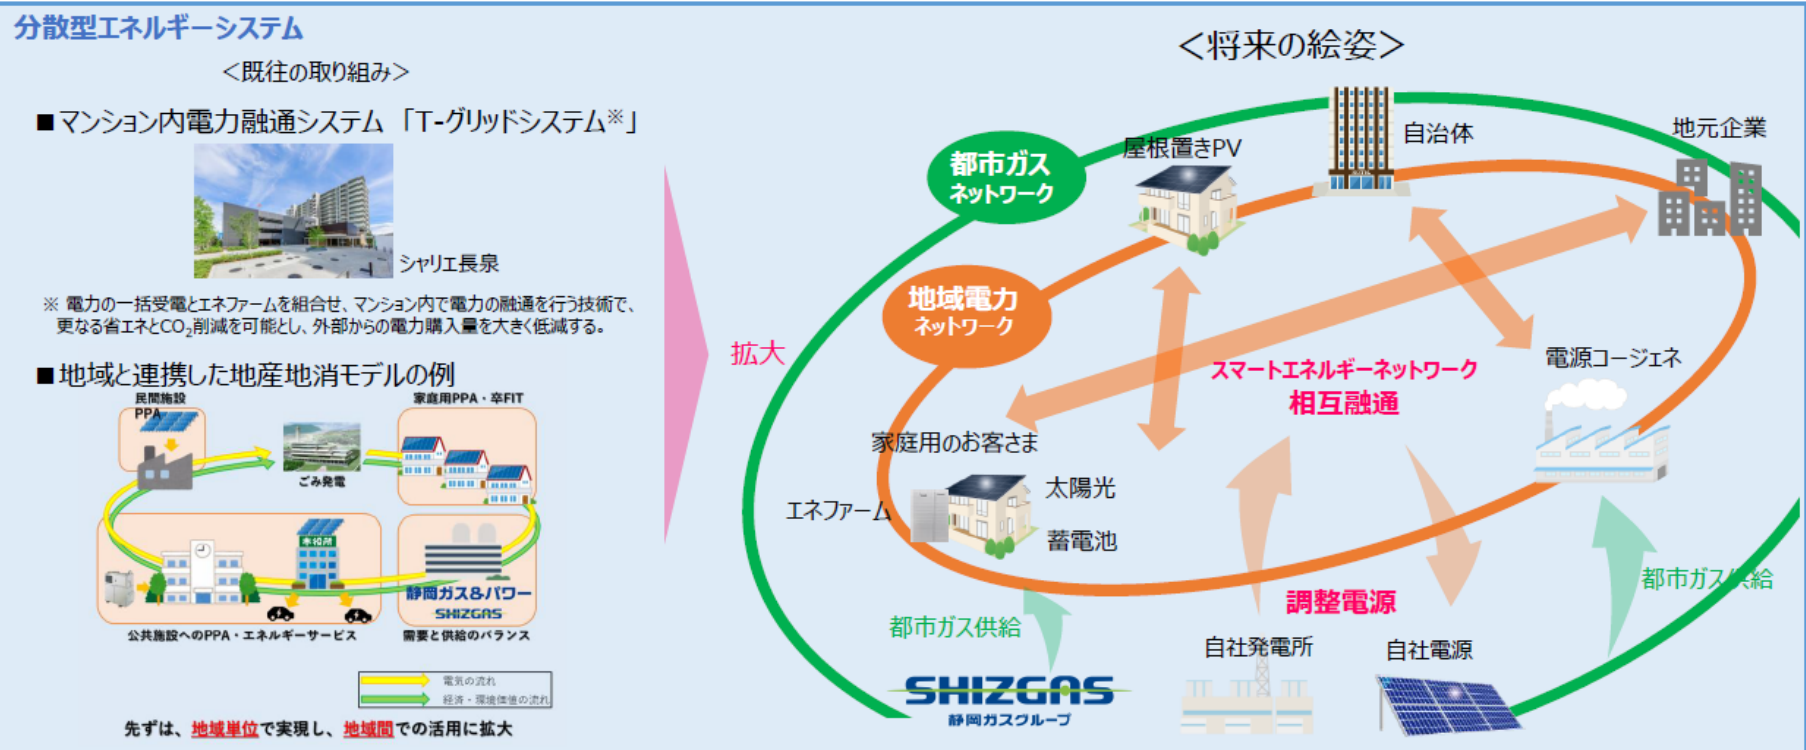 分散型エネルギーシステム
＜既往の取り組み＞
■マンション内電力融通システム 「T-グリッドシステム※」
シャリエ長泉
※ 電力の一括受電とエネファームを組合せ、マンション内で電力の融通を行う技術で、
更なる省エネとCO₂削減を可能とし、外部からの電力購入量を大きく低減する。
■地域と連携した地産地消モデルの例
民間施設
PPA
家庭用PPA・卒FIT
ごみ発電
市役所
静岡ガス&パワー
SHIZGAS
公共施設へのPPA・エネルギーサービス
需要と供給のバランス
電気の流れ
経済・環境価値の流れ
先ずは、地域単位で実現し、地域間での活用に拡大
拡大
＜将来の絵姿＞
都市ガス
ネットワーク
屋根置きPV
自治体
地元企業
地域電力
ネットワーク
スマートエネルギーネットワーク
相互融通
電源コージェネ
家庭用のお客さま
エネファーム
太陽光
蓄電池
都市ガス供給
調整電源
都市ガス供給
自社発電所
自社電源
SHIZGAS
静岡ガスグループ